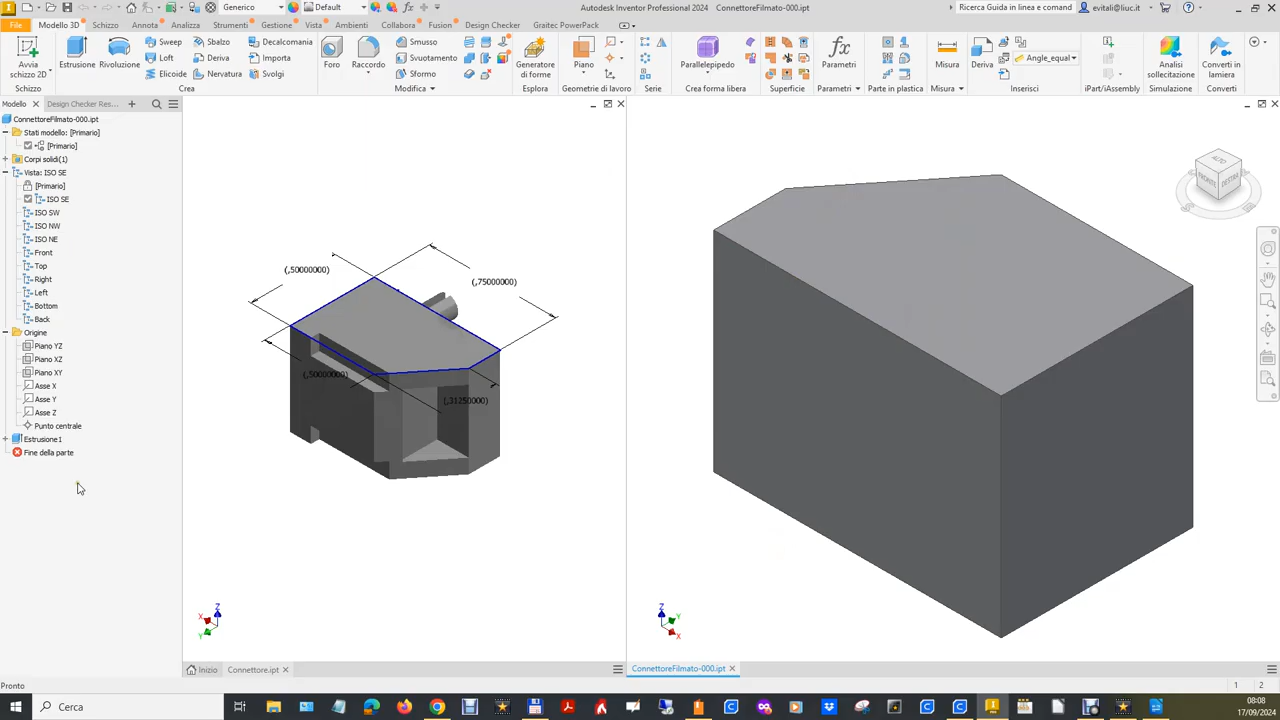 Generico
Default
Autodesk Inventor Professional 2024
ConnettoreFilmato-000.ipt
Ricerca Guida in linea e comand
evitali@liuc.it
File
Modello 3D
Schizzo
Annota
Analizza
Strumenti
Gestione
Vista
Ambienti
Collabora
Fusion
Design Checker
Graitec PowerPack
Avvia
schizzo 2D
Estrusione
Rivoluzione
Sweep
Loft
Elicoide
Sbalzo
Deriva
Nervatura
Decalcomania
Importa
Svolgi
Foro
Raccordo
Smusso
Svuotamento
Sformo
Generatore
di forme
Piano
Parallelepipedo
Parametri
Misura
Deriva
Angle_equal
Analisi
sollecitazione
Converti in
lamiera
Schizzo
Crea
Modifica
Esplora
Geometrie di lavoro
Serie
Crea forma libera
Superficie
Parametri
Parte in plastica
Misura
Inserisci
iPart/iAssembly
Simulazione
Converti
Modello
Design Checker Res...
ConnettoreFilmato-000.ipt
Stati modello: [Primario]
[Primario]
Corpi solidi(1)
Vista: ISO SE
[Primario]
ISO SE
ISO SW
ISO NW
ISO NE
Front
Top
Right
Left
Bottom
Back
Origine
Piano YZ
Piano XZ
Piano XY
Asse X
Asse Y
Asse Z
Punto centrale
Estrusione1
Fine della parte
(,50000000)
(,75000000)
(,50000000)
(,31250000)
Z
X
Y
Z
Y
X
ALTO
FRONTE
DESTRA
Inizio
Connettore.ipt
ConnettoreFilmato-000.ipt
Pronto
1
2
Cerca
08:08
17/09/2024